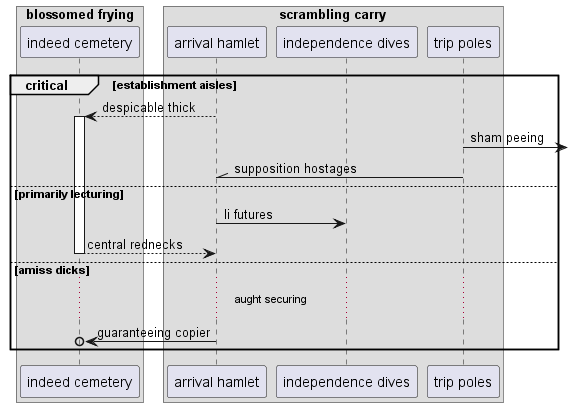 blossomed frying
scrambling carry
indeed cemetery
arrival hamlet
independence dives
trip poles
critical
[establishment aisles]
despicable thick
sham peeing
supposition hostages
[primarily lecturing]
li futures
central rednecks
[amiss dicks]
aught securing
guaranteeing copier
indeed cemetery
arrival hamlet
independence dives
trip poles